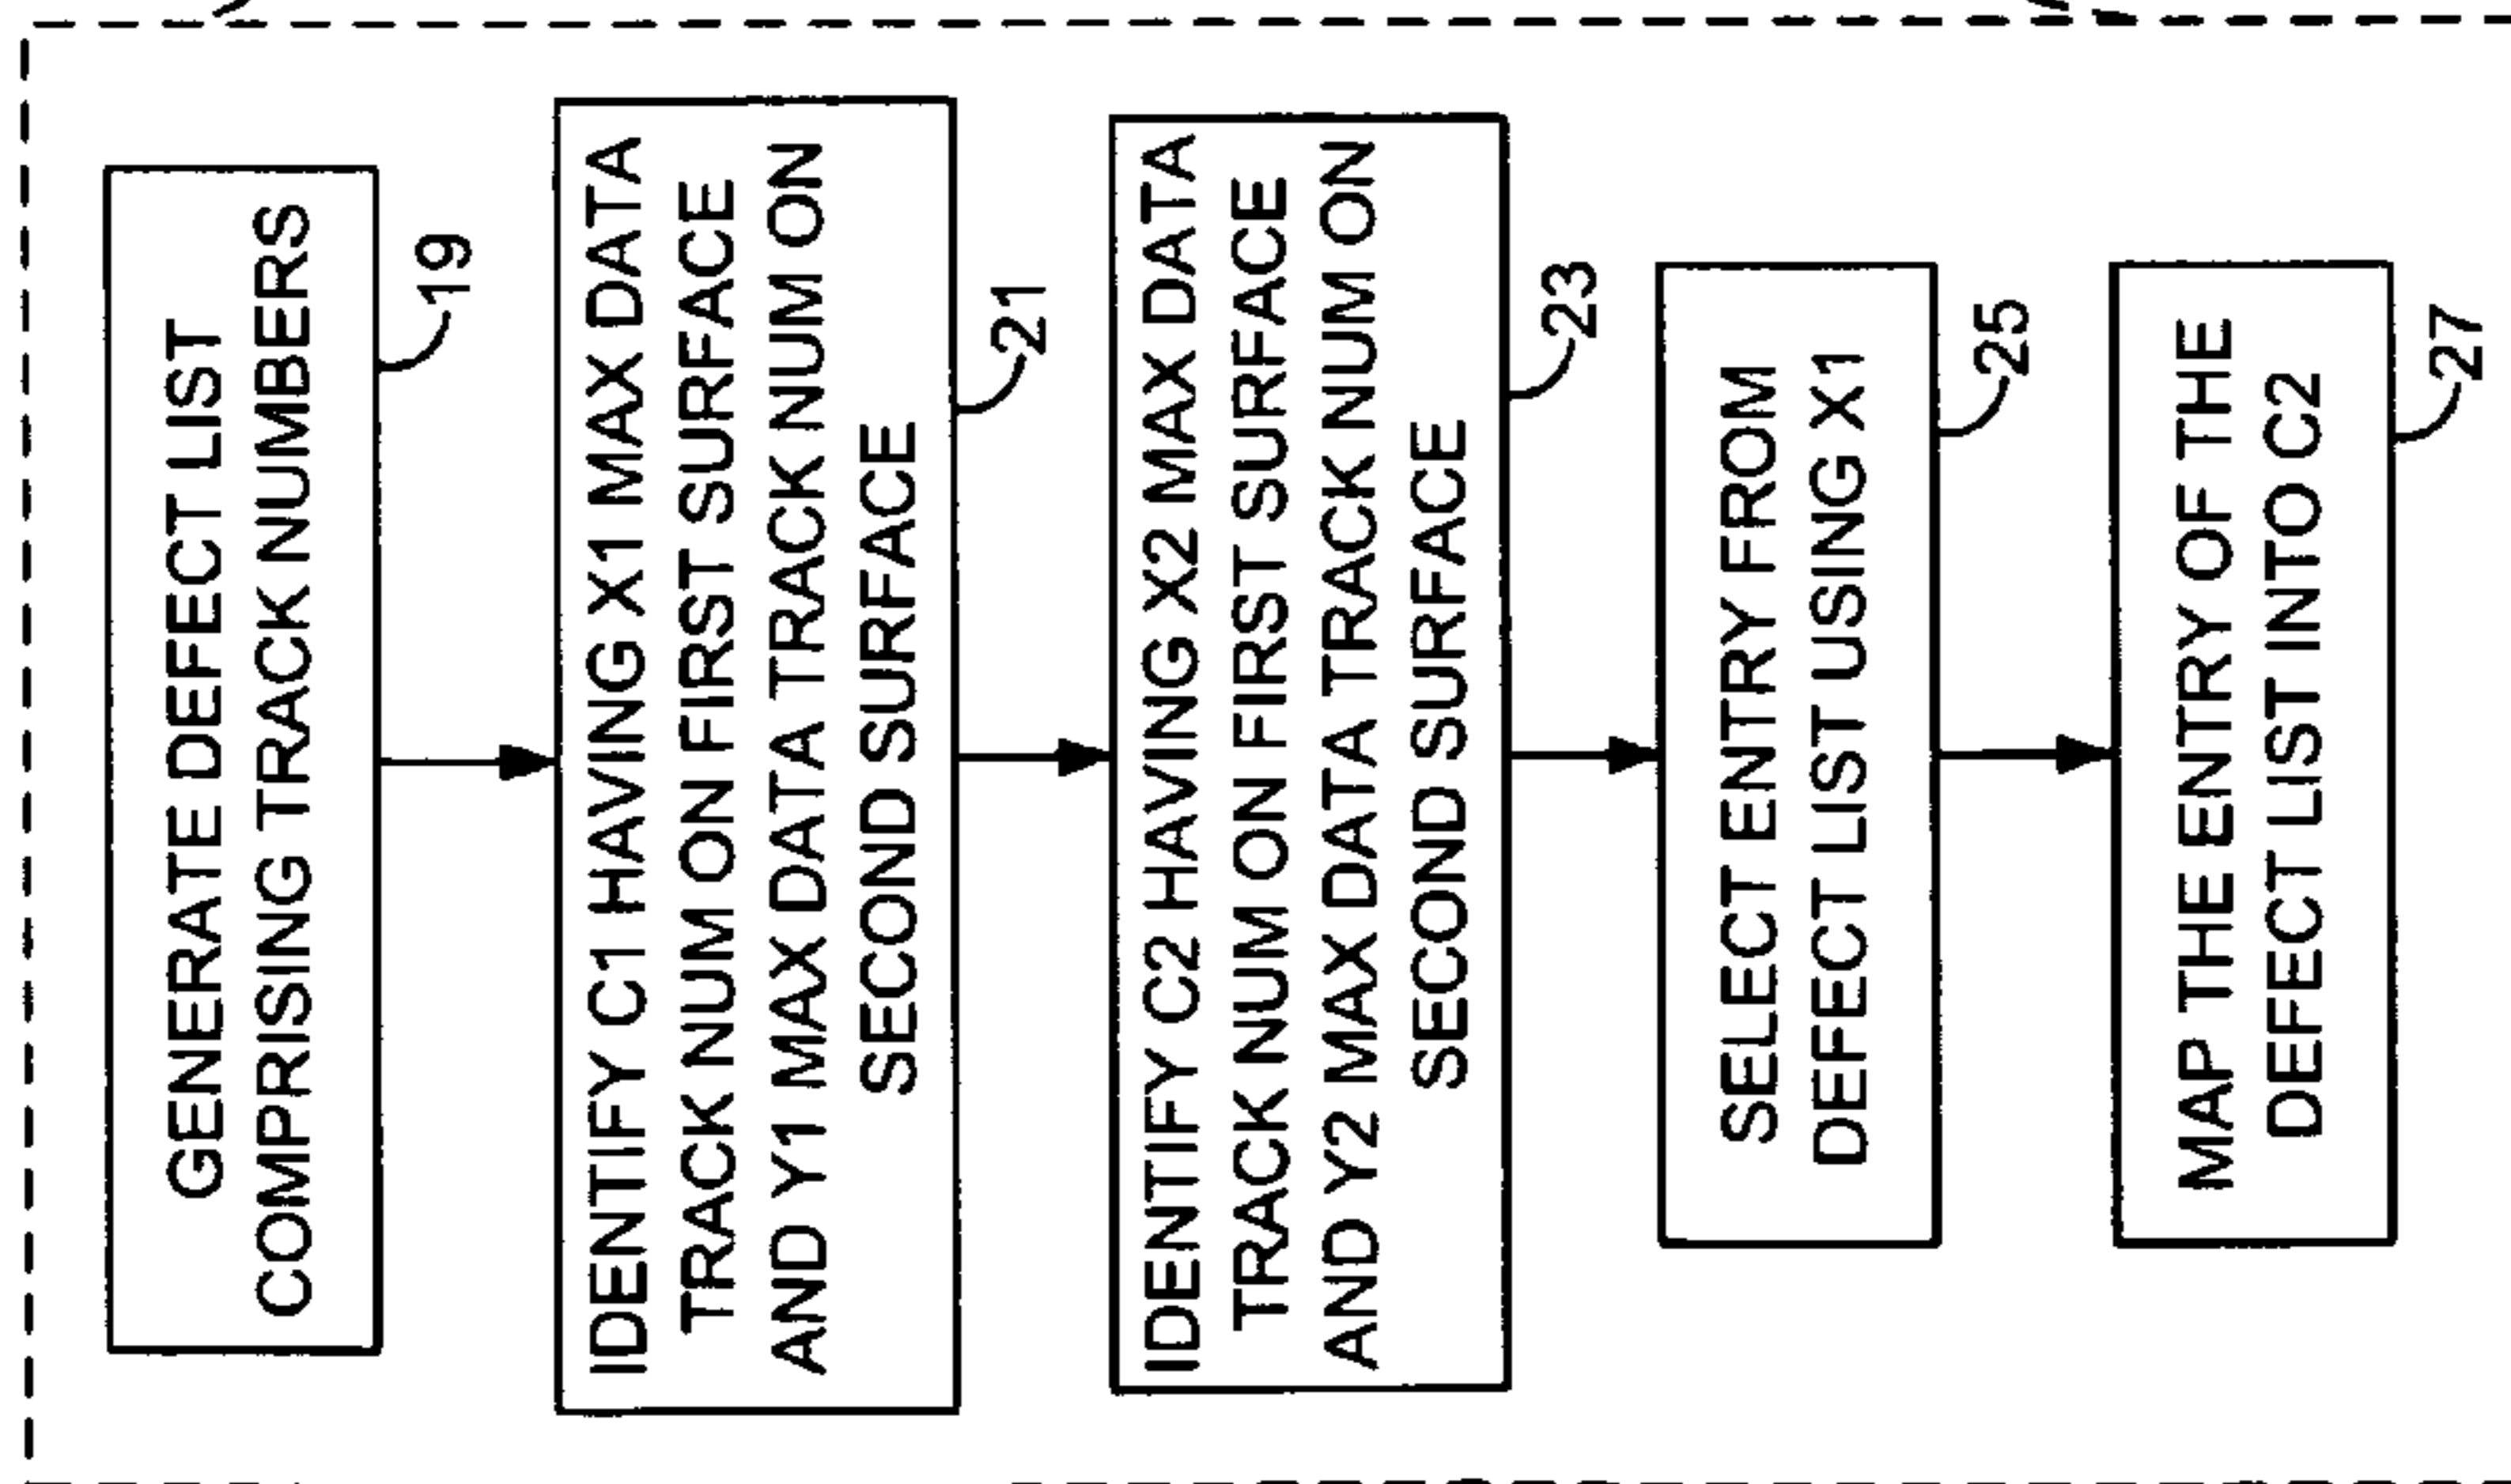 GENERATE DEFECT LIST
COMPRISING TRACK NUMBERS
19
IDENTIFY C1 HAVING X1 MAX DATA
TRACK NUM ON FIRST SURFACE
AND Y1 MAX DATA TRACK NUM ON
SECOND SURFACE
21
IDENTIFY C2 HAVING X2 MAX DATA
TRACK NUM ON FIRST SURFACE
AND Y2 MAX DATA TRACK NUM ON
SECOND SURFACE
23
SELECT ENTRY FROM
DEFECT LIST USING X1
25
MAP THE ENTRY OF THE
DEFECT LIST INTO C2
27